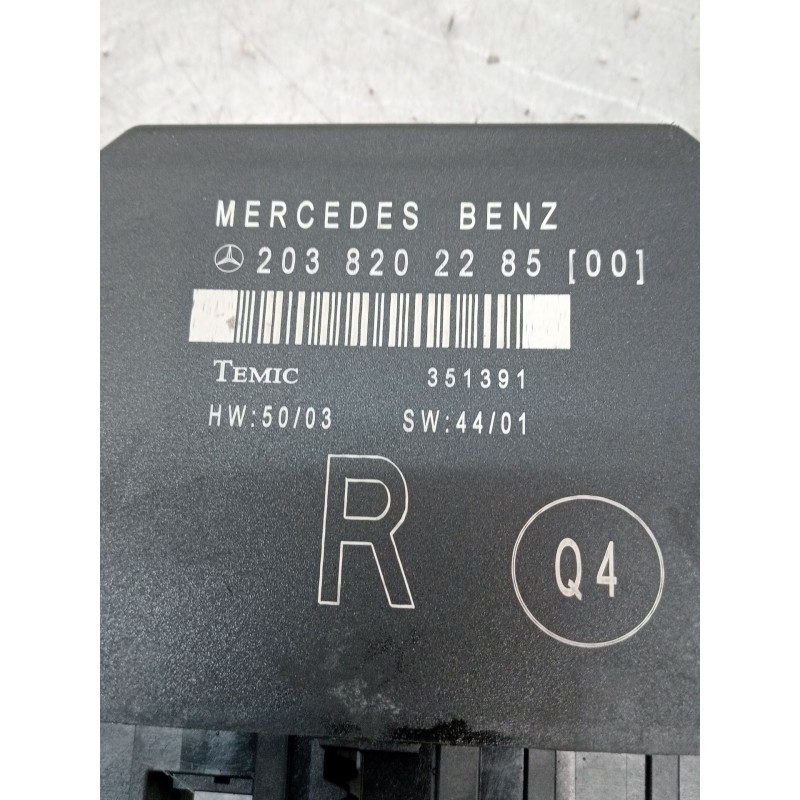 MERCEDES BENZ
203 820 22 85 [00]
TEMIC 351391
HW:50/03 SW:44/01
R
Q4